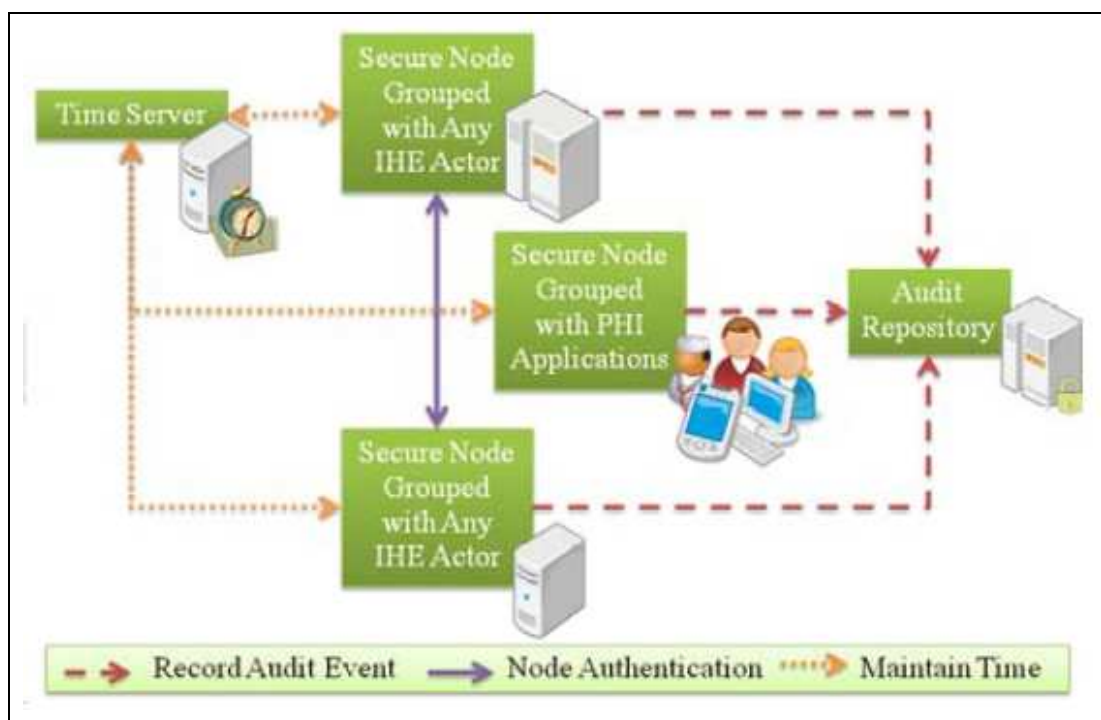 Time Server
Secure Node
Grouped
with Any
IHE Actor
Secure Node
Grouped
with PHI
Applications
Audit
Repository
Secure Node
Grouped
with Any
IHE Actor
Record Audit Event
Node Authentication
Maintain Time